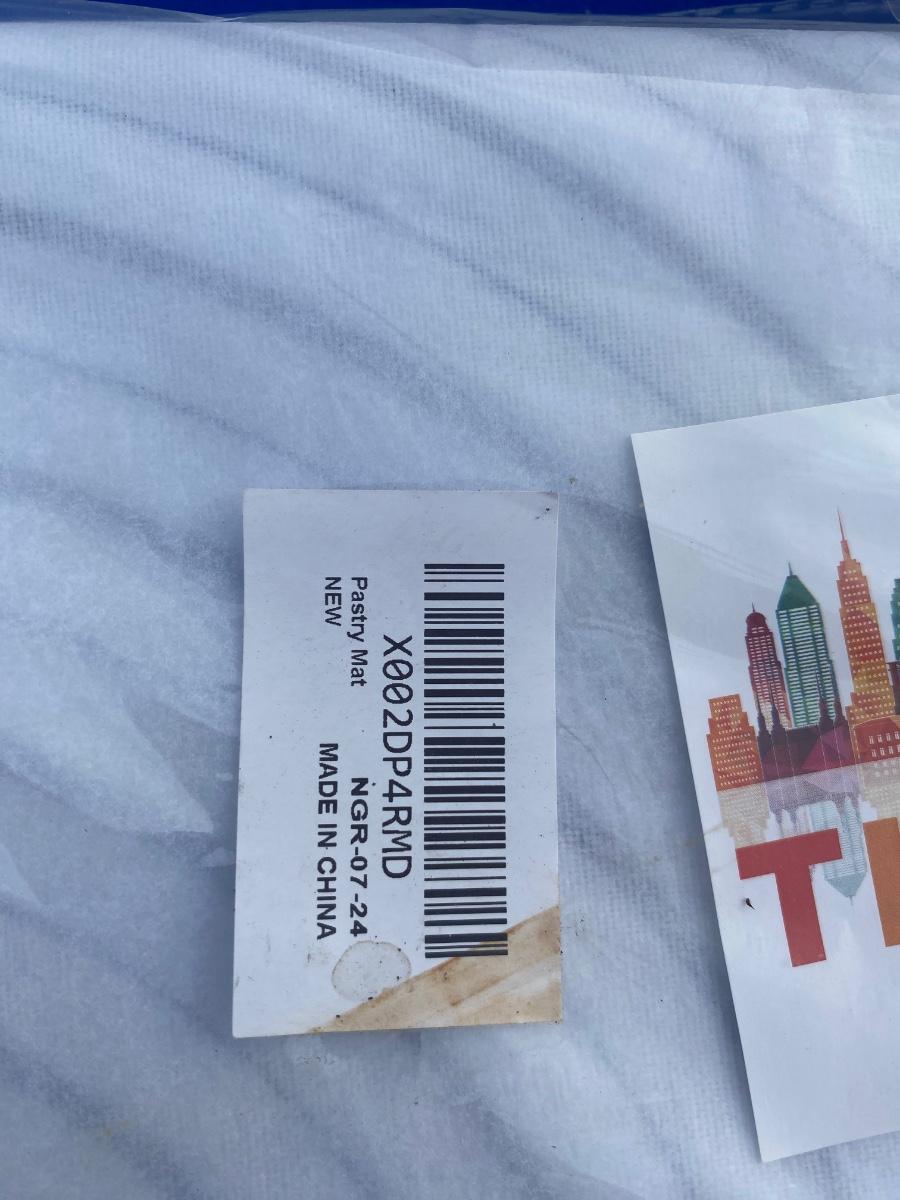 X002DP4RMD
Pastry Mat NGR-07-24
NEW MADE IN CHINA
T